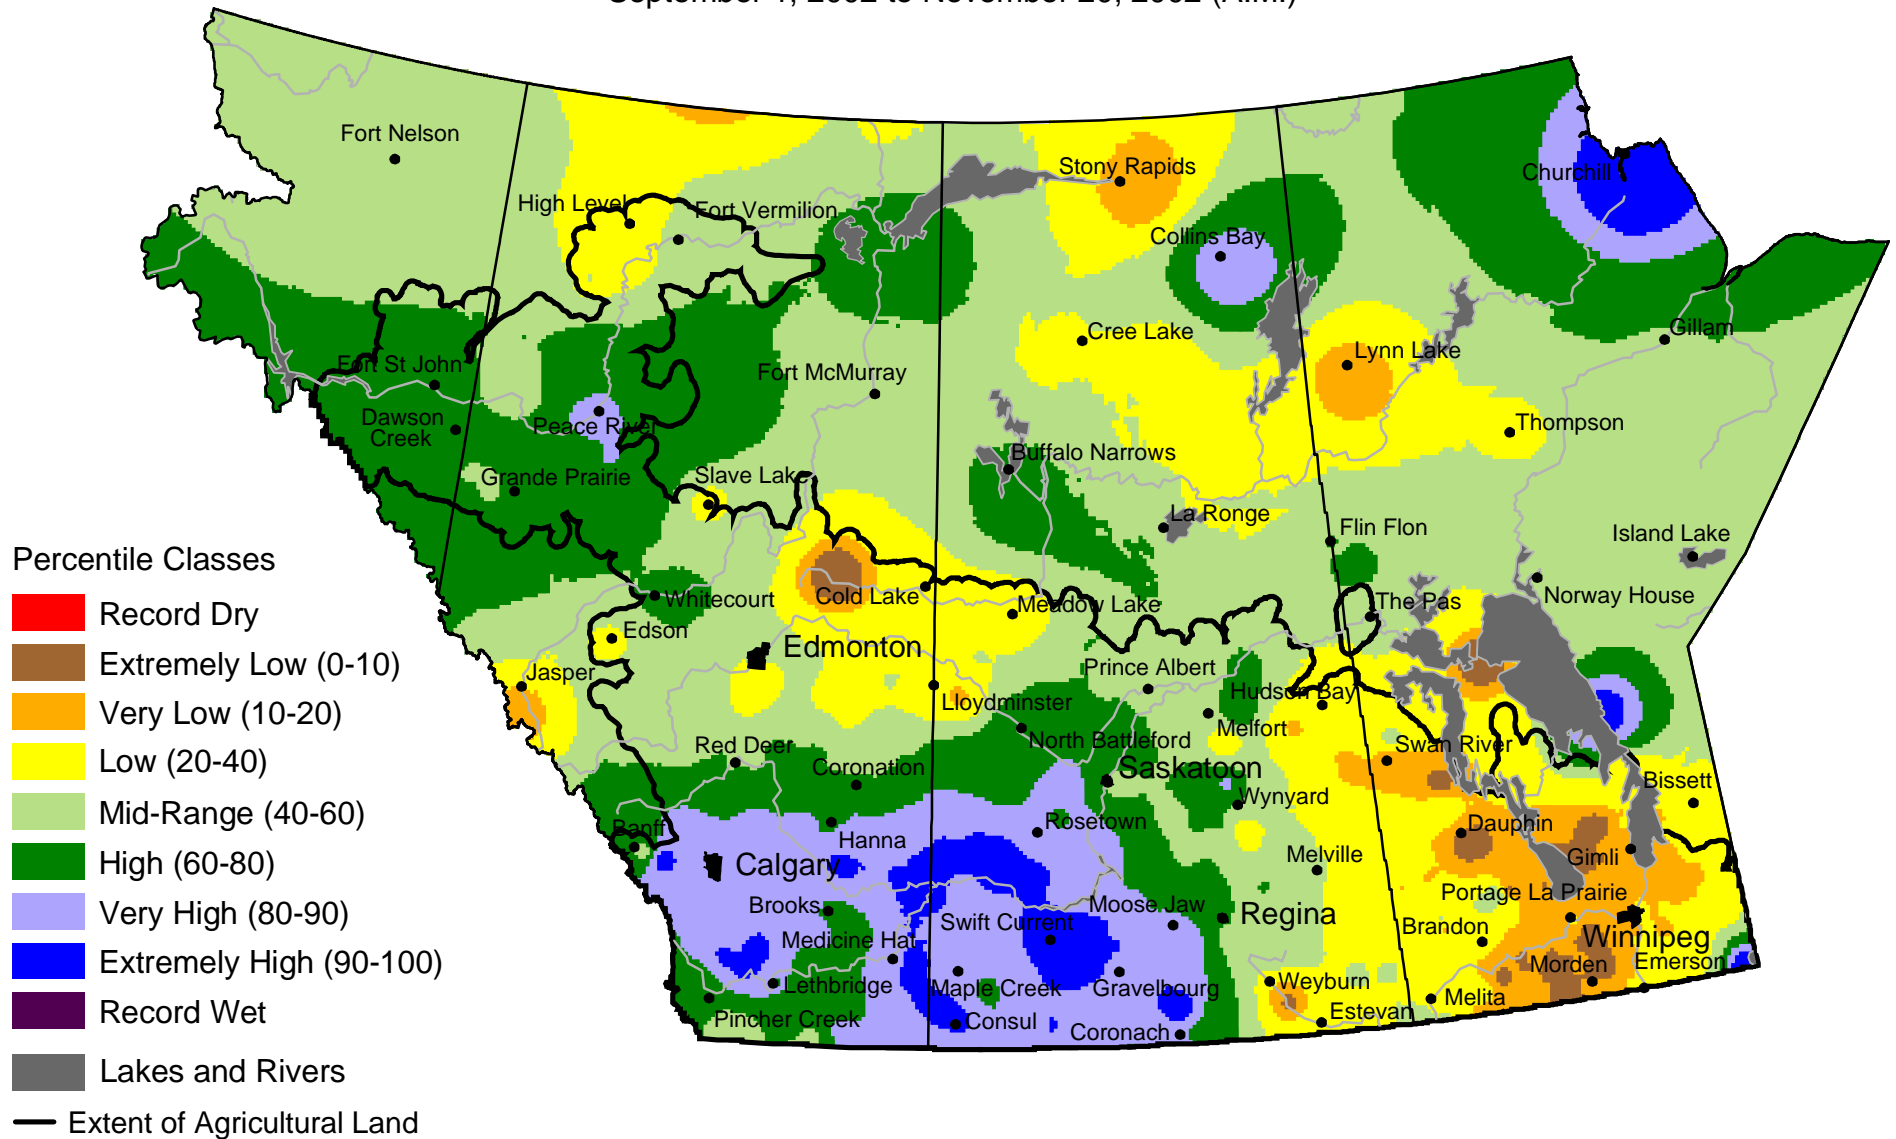 September 1, 2002 to November 20, 2002 (A.M.)
Fort Nelson
Stony Rapids
Churchill
High Level
Fort Vermilion
Collins Bay
Gillam
Cree Lake
Lynn Lake
Fort St John
Fort McMurray
Dawson
Creek
Peace River
Thompson
Buffalo Narrows
Grande Prairie
Slave Lake
La Ronge
Flin Flon
Island Lake
Percentile Classes
Record Dry
Extremely Low (0-10)
Very Low (10-20)
Low (20-40)
Mid-Range (40-60)
High (60-80)
Very High (80-90)
Extremely High (90-100)
Record Wet
Lakes and Rivers
Extent of Agricultural Land
Whitecourt
Cold Lake
Meadow Lake
The Pas
Norway House
Edson
Edmonton
Jasper
Prince Albert
Hudson Bay
Lloydminster
Melfort
North Battleford
Swan River
Red Deer
Coronation
Saskatoon
Bissett
Wynyard
Banff
Hanna
Rosetown
Dauphin
Calgary
Melville
Gimli
Brooks
Moose Jaw
Regina
Portage La Prairie
Swift Current
Brandon
Medicine Hat
Winnipeg
Morden
Emerson
Lethbridge
Maple Creek
Gravelbourg
Weyburn
Melita
Pincher Creek
Consul
Coronach
Estevan